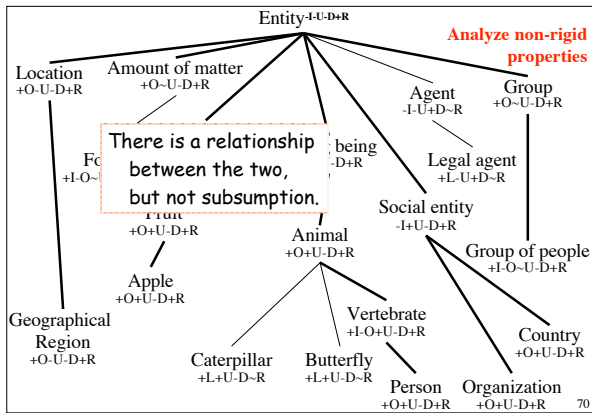 Entity-I-U-D+R
Analyze non-rigid
properties
Location
+O-U-D+R
Amount of matter
+O~U-D+R
Agent
-I-U+D~R
Group
+O~U-D+R
There is a relationship
between the two,
but not subsumption.
Fo
+I-O~U
being
-D+R
Legal agent
+L-U+D~R
Fruit
+O+U-D+R
Social entity
-I+U-D+R
Animal
+O+U-D+R
Group of people
+I-O~U-D+R
Apple
+O+U-D+R
Geographical
Region
+O-U-D+R
Vertebrate
+I-O+U-D+R
Country
+O+U-D+R
Caterpillar
+L+U-D~R
Butterfly
+L+U-D~R
Person
+O+U-D+R
Organization
+O+U-D+R
70